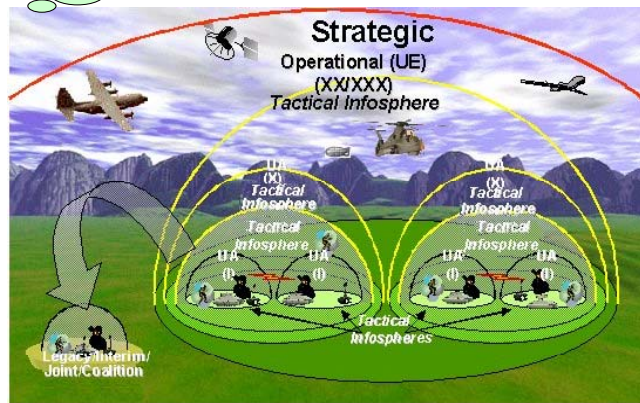 Strategic
Operational (UE)
(XX/XXX)
Tactical Infosphere
UA
(X)
Tactical
Infosphere
UA
(X)
Tactical
Infosphere
Tactical
Infosphere
Tactical
Infosphere
UA
(I)
UA
(I)
UA
(I)
UA
(I)
Tactical
Infospheres
Legacy/Interim/
Joint/Coalition